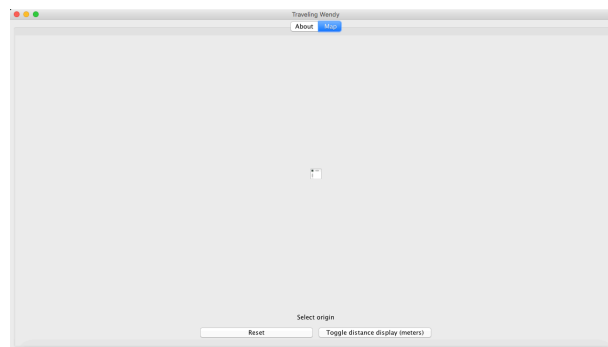 Traveling Wendy
About Map
Select origin
Reset Toggle distance display (meters)